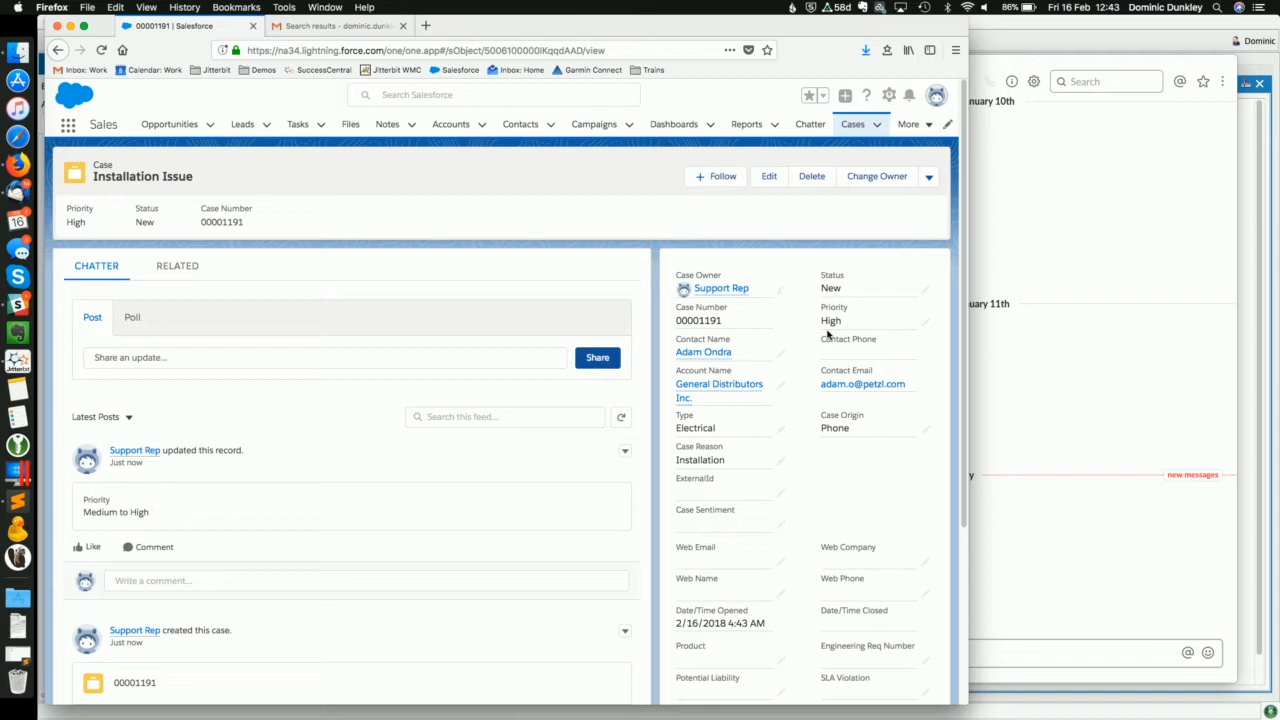 Firefox File Edit View History Bookmarks Tools Window Help
58d 86% Fri 16 Feb 12:43 Dominic Dunkley
00001191 | Salesforce
Search results - dominic.dunk
https://na34.lightning.force.com/one/one.app#/sObject/5006100000lKqqdAAD/view
Inbox: Work Calendar: Work Jitterbit Demos SuccessCentral Jitterbit WMC Salesforce Inbox: Home Garmin Connect Trains
Dominic
Search
Search Salesforce
Sales Opportunities Leads Tasks Files Notes Accounts Contacts Campaigns Dashboards Reports Chatter Cases More
Case
Installation Issue
+ Follow Edit Delete Change Owner
Priority Status Case Number
High New 00001191
CHATTER RELATED
Post Poll
Share an update...
Share
Latest Posts
Search this feed...
Support Rep updated this record.
Just now
Priority
Medium to High
Like Comment
Write a comment...
Support Rep created this case.
Just now
00001191
Case Owner
Support Rep
Status
New
Case Number
00001191
Priority
High
Contact Name
Adam Ondra
Contact Phone
Account Name
General Distributors
Inc.
Contact Email
adam.o@petzl.com
Type
Electrical
Case Origin
Phone
Case Reason
Installation
ExternalId
Case Sentiment
Web Email
Web Company
Web Name
Web Phone
Date/Time Opened
2/16/2018 4:43 AM
Date/Time Closed
Product
Engineering Req Number
Potential Liability
SLA Violation
nuary 10th
uary 11th
y
new messages